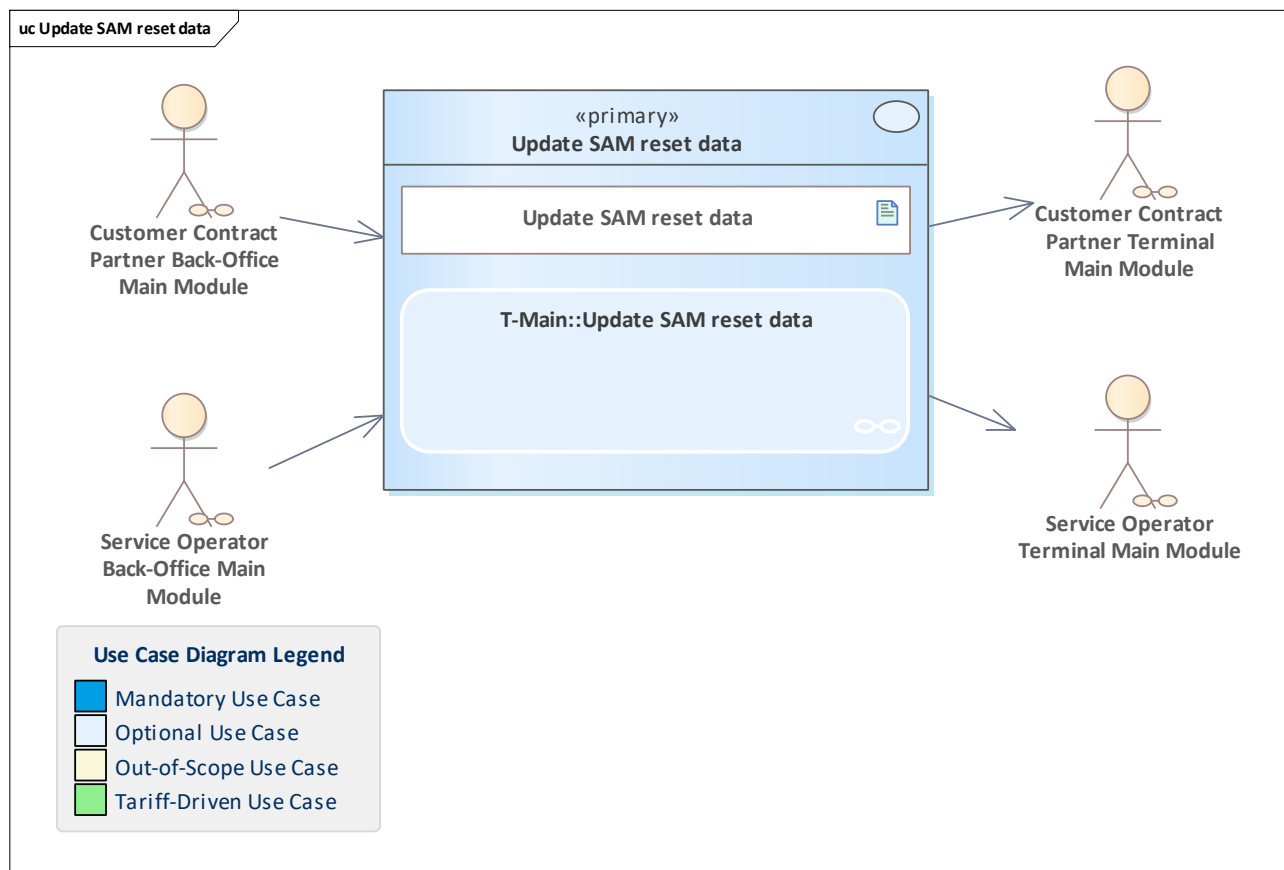 uc Update SAM reset data
«primary»
Update SAM reset data
Update SAM reset data
T-Main::Update SAM reset data
Customer Contract
Partner Back-Office
Main Module
Customer Contract
Partner Terminal
Main Module
Service Operator
Back-Office Main
Module
Service Operator
Terminal Main Module
Use Case Diagram Legend
Mandatory Use Case
Optional Use Case
Out-of-Scope Use Case
Tariff-Driven Use Case